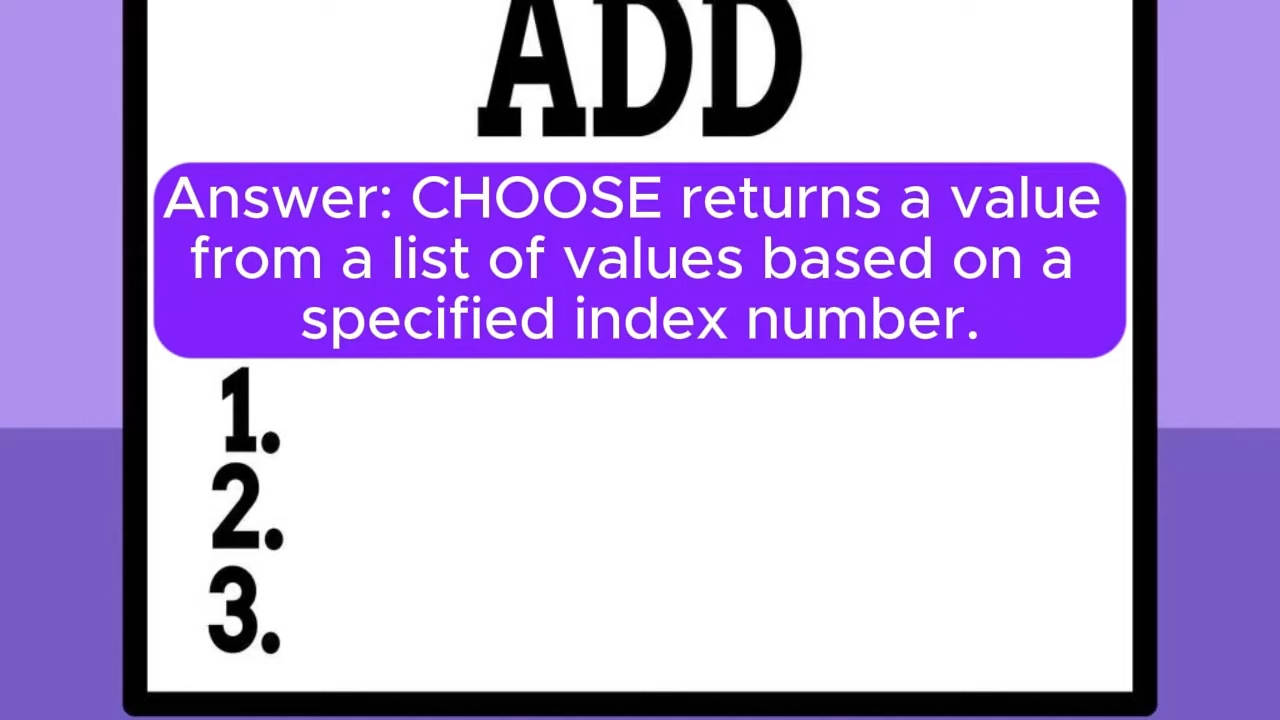 ADD
Answer: CHOOSE returns a value
from a list of values based on a
specified index number.
1.
2.
3.